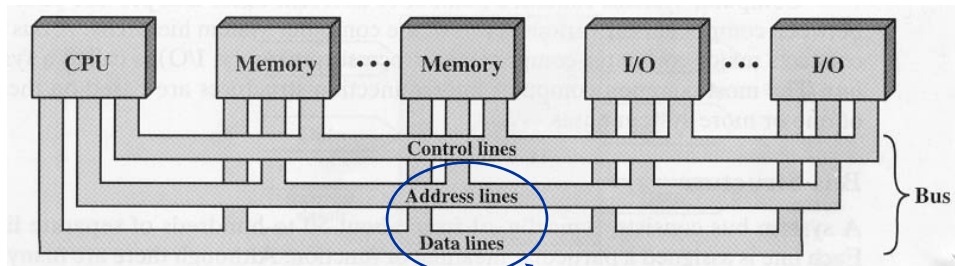 CPU Memory ··· Memory I/O ··· I/O
Control lines
Address lines
Bus
Data lines